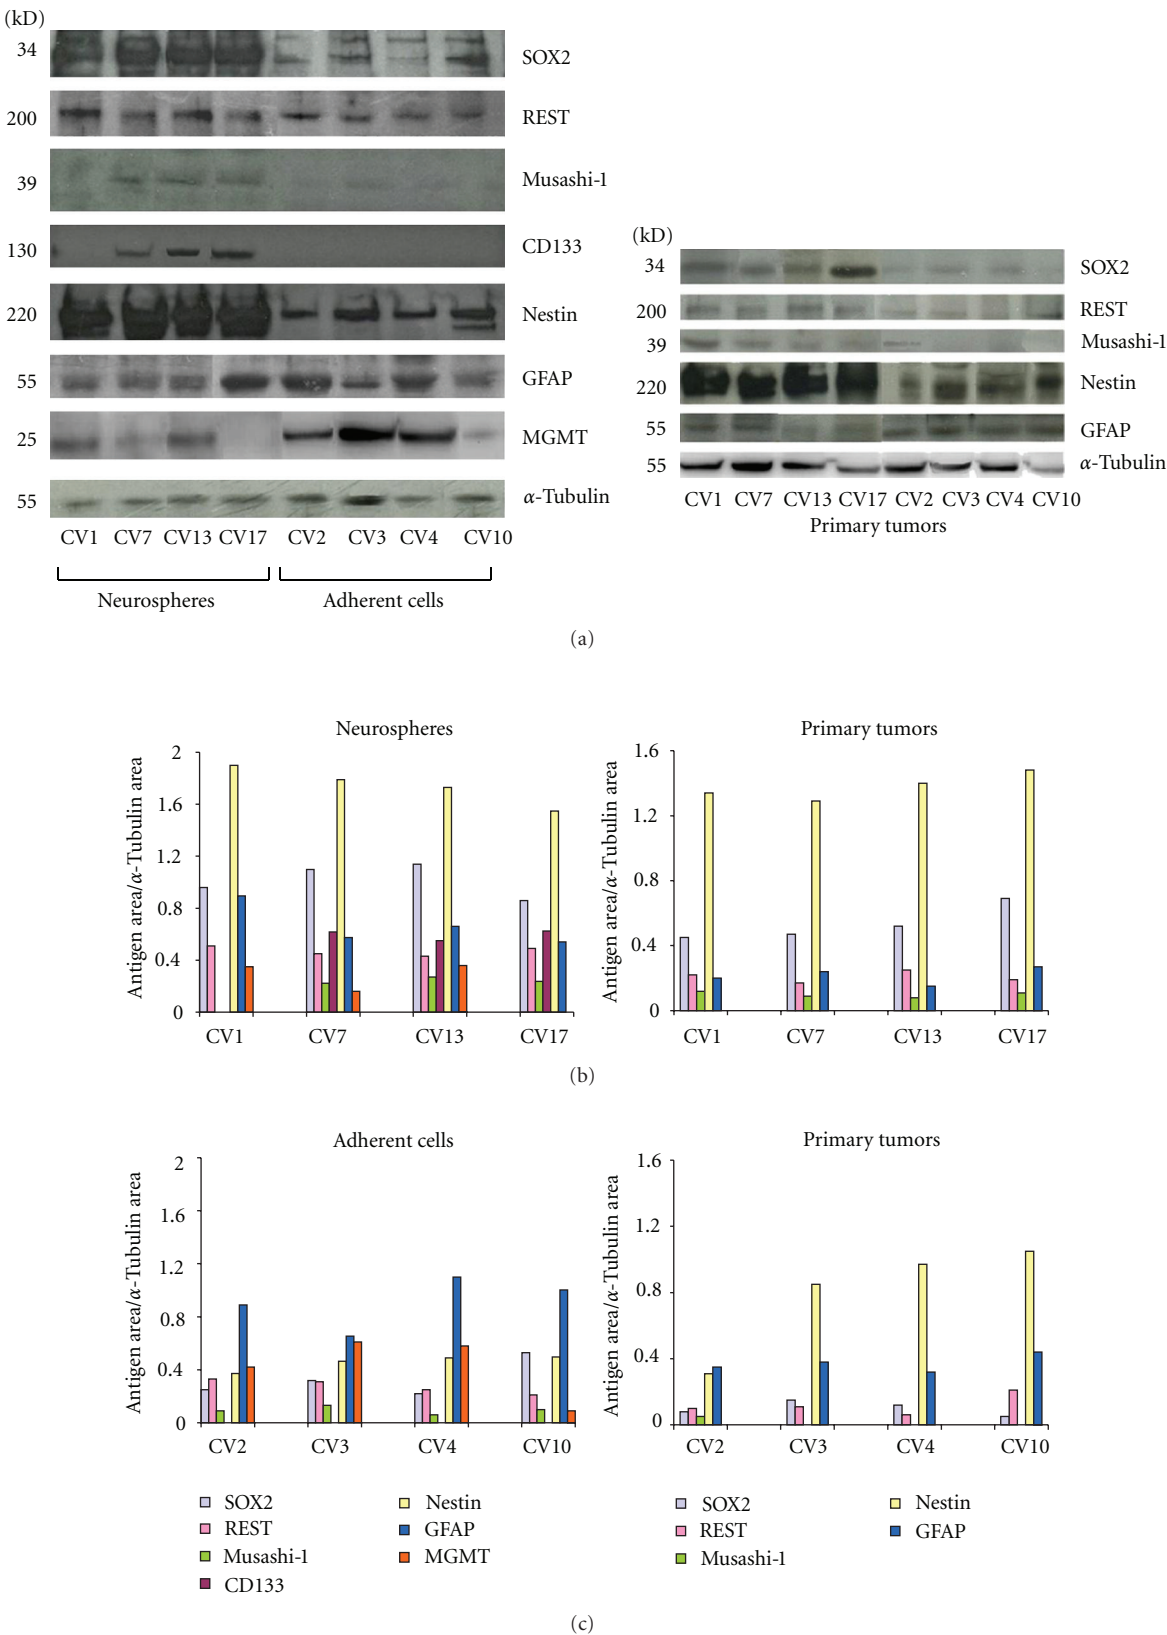 (kD)
34
SOX2
200
REST
39
Musashi-1
130
CD133
220
Nestin
55
GFAP
25
MGMT
55
α-Tubulin
CV1 CV7 CV13 CV17 CV2 CV3 CV4 CV10
Neurospheres Adherent cells
(kD)
34
SOX2
200
REST
39
Musashi-1
220
Nestin
55
GFAP
55
α-Tubulin
CV1 CV7 CV13 CV17 CV2 CV3 CV4 CV10
Primary tumors
(a)
Neurospheres
Antigen area/α-Tubulin area
2
1.6
1.2
0.8
0.4
0
CV1 CV7 CV13 CV17
Primary tumors
Antigen area/α-Tubulin area
1.6
1.2
0.8
0.4
0
CV1 CV7 CV13 CV17
(b)
Adherent cells
Antigen area/α-Tubulin area
2
1.6
1.2
0.8
0.4
0
CV2 CV3 CV4 CV10
SOX2
REST
Musashi-1
CD133
Nestin
GFAP
MGMT
Primary tumors
Antigen area/α-Tubulin area
1.6
1.2
0.8
0.4
0
CV2 CV3 CV4 CV10
SOX2
REST
Musashi-1
Nestin
GFAP
(c)